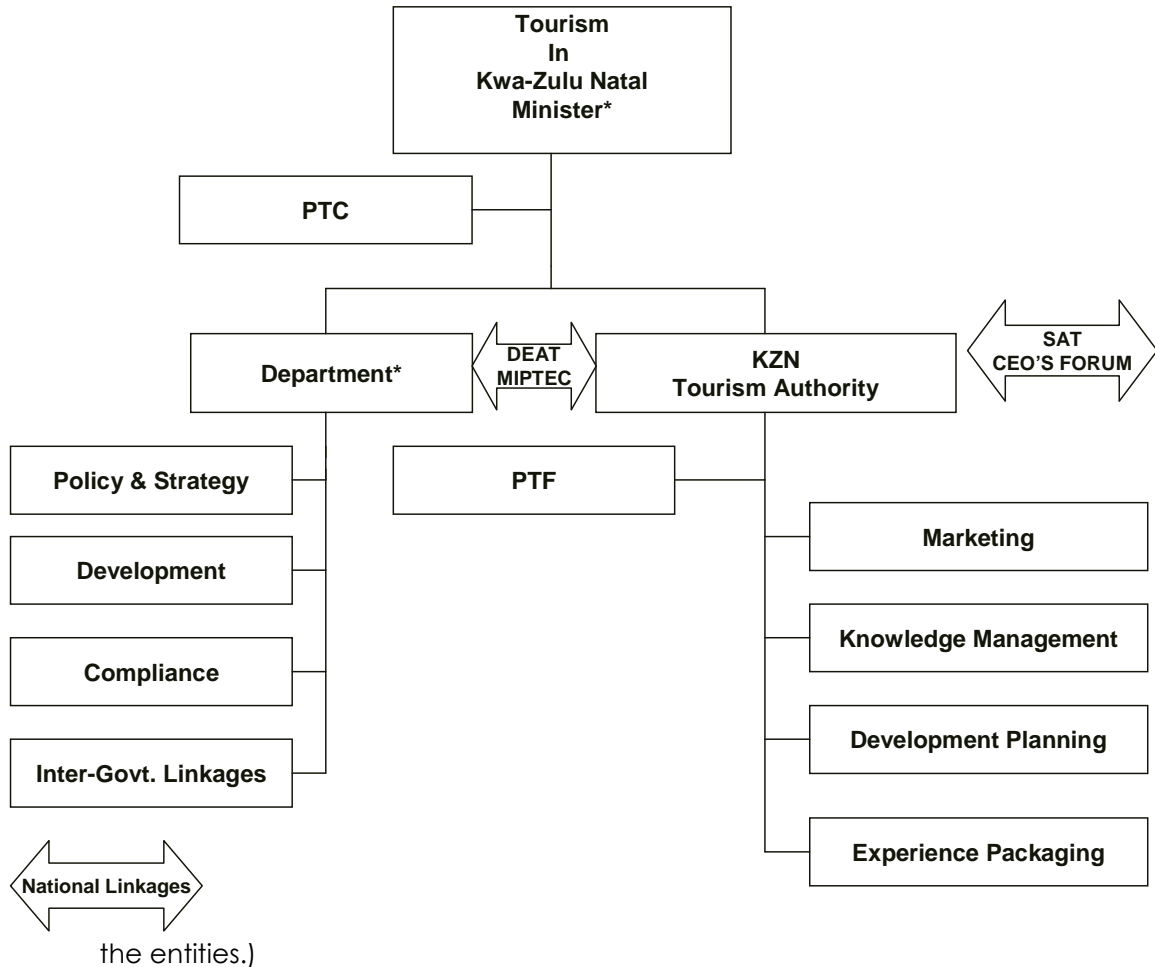 Tourism
In
Kwa-Zulu Natal
Minister*
PTC
Department*
DEAT
MIPTEC
KZN
Tourism Authority
SAT
CEO'S FORUM
Policy & Strategy
PTF
Development
Marketing
Compliance
Knowledge Management
Inter-Govt. Linkages
Development Planning
National Linkages
Experience Packaging
the entities.)